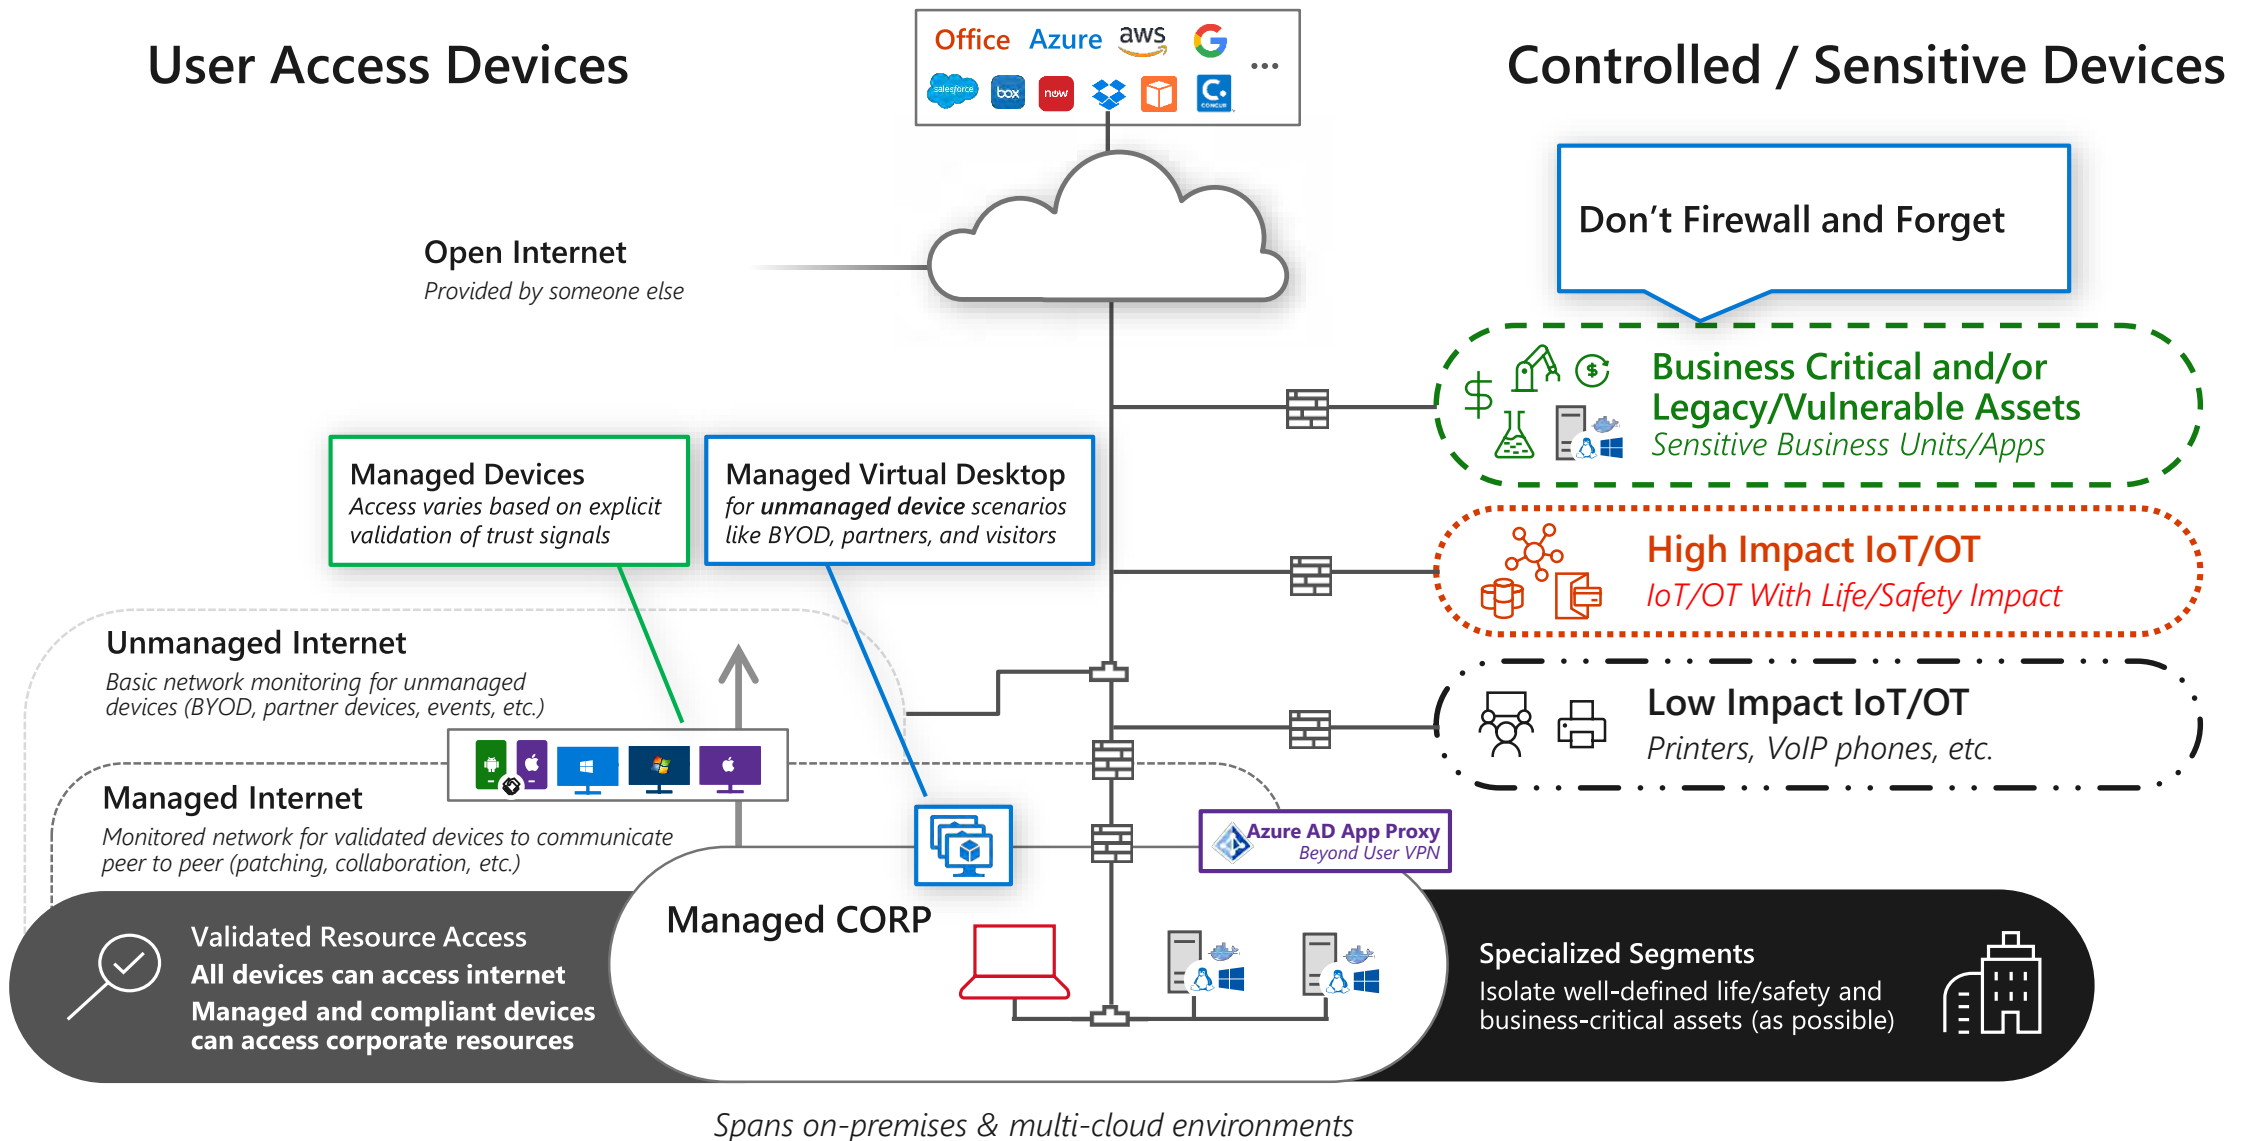 User Access Devices
Office Azure aws G
salesforce box now CONCUR
Controlled / Sensitive Devices
Don’t Firewall and Forget
Open Internet
Provided by someone else
Business Critical and/or
Legacy/Vulnerable Assets
Sensitive Business Units/Apps
Managed Devices
Access varies based on explicit
validation of trust signals
Managed Virtual Desktop
for unmanaged device scenarios
like BYOD, partners, and visitors
High Impact IoT/OT
IoT/OT With Life/Safety Impact
Unmanaged Internet
Basic network monitoring for unmanaged
devices (BYOD, partner devices, events, etc.)
Low Impact IoT/OT
Printers, VoIP phones, etc.
Managed Internet
Monitored network for validated devices to communicate
peer to peer (patching, collaboration, etc.)
Azure AD App Proxy
Beyond User VPN
Managed CORP
Validated Resource Access
All devices can access internet
Managed and compliant devices
can access corporate resources
Specialized Segments
Isolate well-defined life/safety and
business-critical assets (as possible)
Spans on-premises & multi-cloud environments